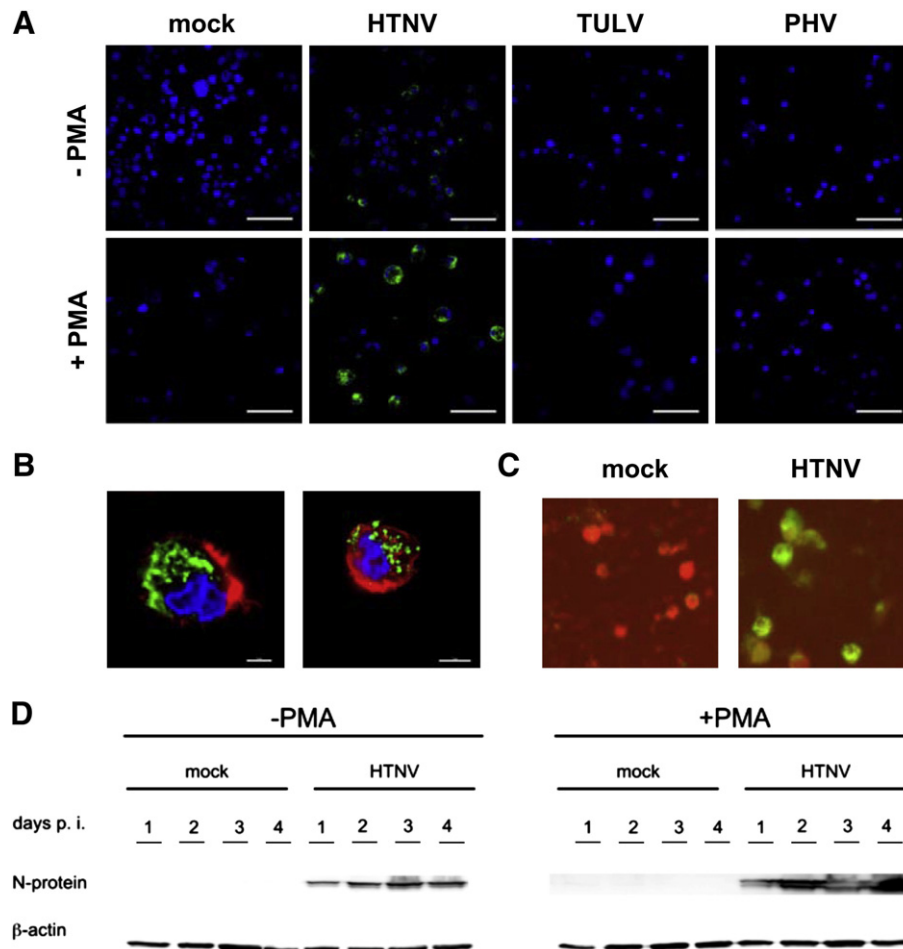 A mock HTNV TULV PHV
- PMA
+ PMA
B
C mock HTNV
D -PMA +PMA
mock HTNV mock HTNV
days p. i. 1 2 3 4 1 2 3 4 1 2 3 4 1 2 3 4
N-protein
β-actin